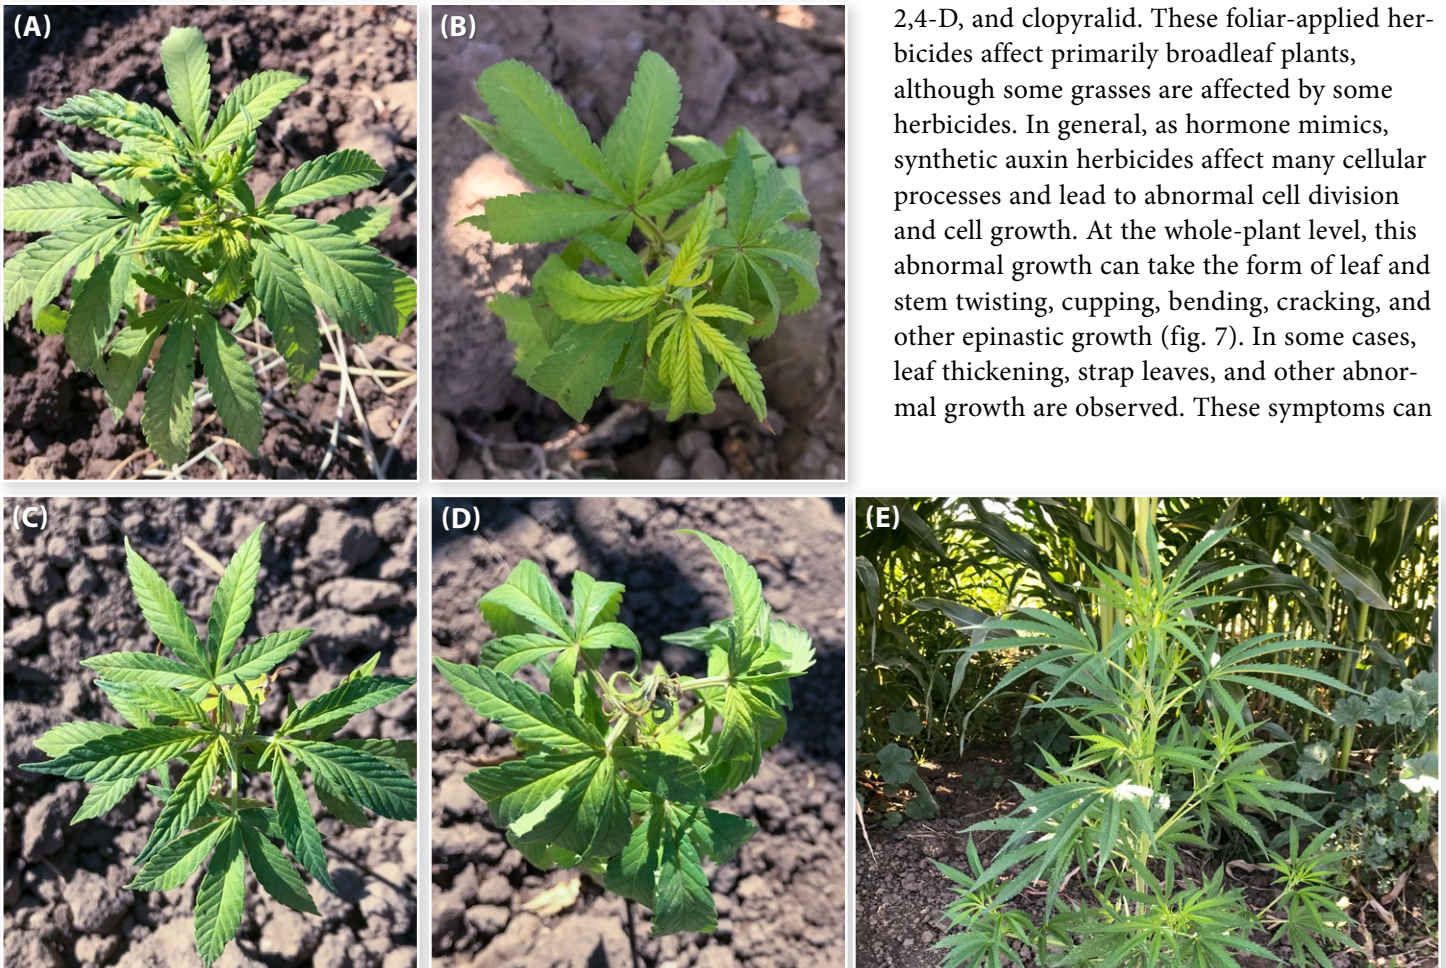 (A)
(B)
2,4-D, and clopyralid. These foliar-applied her-
bicides affect primarily broadleaf plants,
although some grasses are affected by some
herbicides. In general, as hormone mimics,
synthetic auxin herbicides affect many cellular
processes and lead to abnormal cell division
and cell growth. At the whole-plant level, this
abnormal growth can take the form of leaf and
stem twisting, cupping, bending, cracking, and
other epinastic growth (fig. 7). In some cases,
leaf thickening, strap leaves, and other abnor-
mal growth are observed. These symptoms can
(C)
(D)
(E)